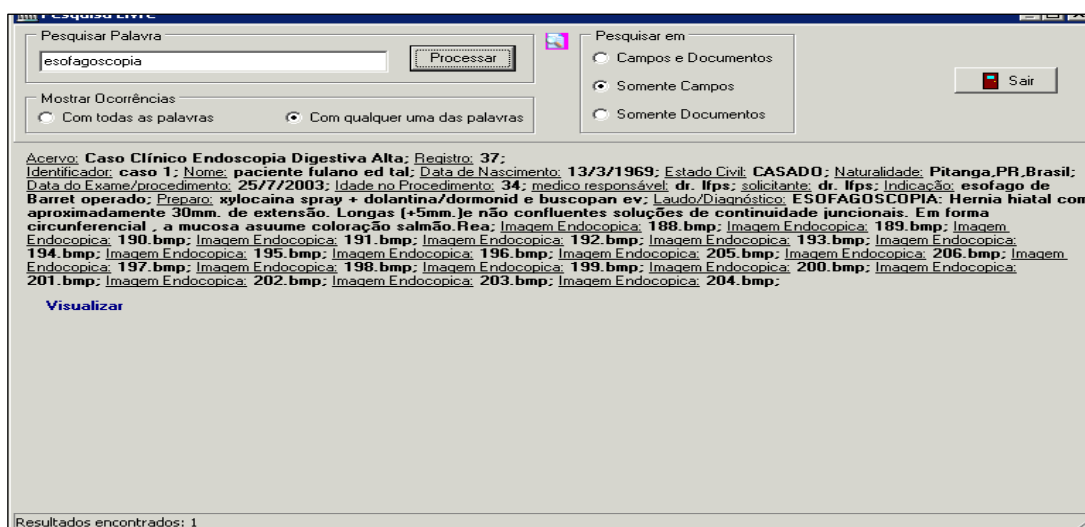 Pesquisa Livre
Pesquisar Palavra
esofagoscopia
Processar
Pesquisar em
Campos e Documentos
Somente Campos
Somente Documentos
Sair
Mostrar Ocorrências
Com todas as palavras
Com qualquer uma das palavras
Acervo: Caso Clínico Endoscopia Digestiva Alta; Registro: 37;
Identificador: caso 1; Nome: paciente fulano ed tal; Data de Nascimento: 13/3/1969; Estado Civil: CASADO; Naturalidade: Pitanga,PR,Brasil;
Data do Exame/procedimento: 25/7/2003; Idade no Procedimento: 34; medico responsável: dr. lfps; solicitante: dr. lfps; Indicação: esofago de
Barret operado; Preparo: xylocaina spray + dolantina/dormonid e buscopan ev; Laudo/Diagnóstico: ESOFAGOSCOPIA: Hernia hiatal com
aproximadamente 30mm. de extensão. Longas (+5mm.)e não confluentes soluções de continuidade juncionais. Em forma
circunferencial , a mucosa asuume coloração salmão.Rea; Imagem Endocopica: 188.bmp; Imagem Endocopica: 189.bmp; Imagem
Endocopica: 190.bmp; Imagem Endocopica: 191.bmp; Imagem Endocopica: 192.bmp; Imagem Endocopica: 193.bmp; Imagem Endocopica:
194.bmp; Imagem Endocopica: 195.bmp; Imagem Endocopica: 196.bmp; Imagem Endocopica: 205.bmp; Imagem Endocopica: 206.bmp; Imagem
Endocopica: 197.bmp; Imagem Endocopica: 198.bmp; Imagem Endocopica: 199.bmp; Imagem Endocopica: 200.bmp; Imagem Endocopica:
201.bmp; Imagem Endocopica: 202.bmp; Imagem Endocopica: 203.bmp; Imagem Endocopica: 204.bmp;
Visualizar
Resultados encontrados: 1